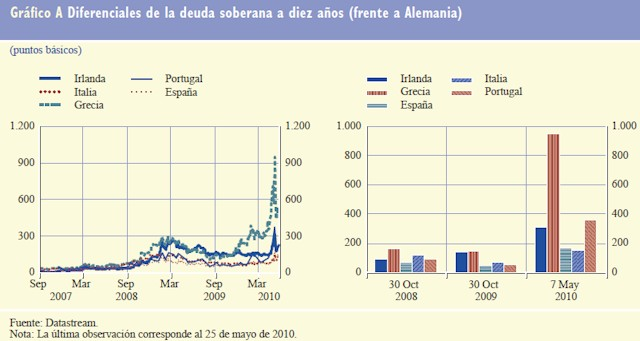 Gráfico A Diferenciales de la deuda soberana a diez años (frente a Alemania)
(puntos básicos)
Irlanda Portugal
Italia España
Grecia
1.200 1.200
900 900
600 600
300 300
0 0
Sep Mar Sep Mar Sep Mar
2007 2008 2009 2010
Irlanda Italia
Grecia Portugal
España
1.000 1.000
800 800
600 600
400 400
200 200
0 0
30 Oct 30 Oct 7 May
2008 2009 2010
Fuente: Datastream.
Nota: La última observación corresponde al 25 de mayo de 2010.